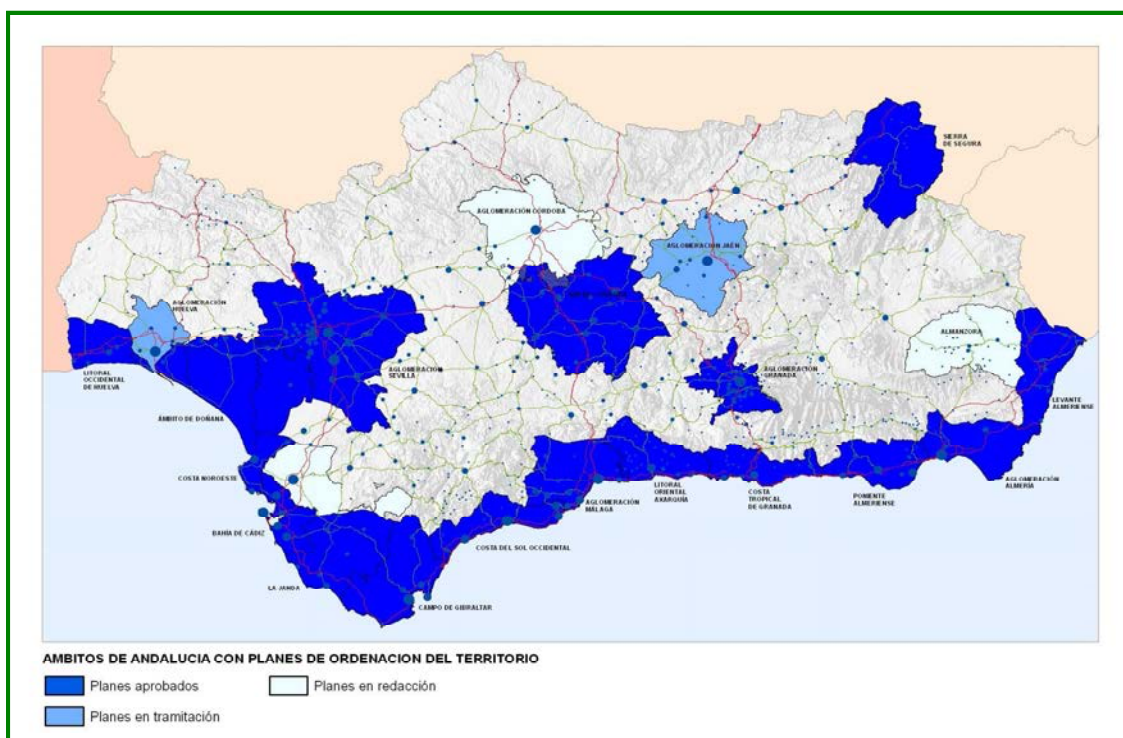 SIERRA
DE SEGURA
AGLOMERACIÓN CÓRDOBA
AGLOMERACIÓN JAÉN
AGLOMERACIÓN
HUELVA
ALMANZORA
LITORAL
OCCIDENTAL
DE HUELVA
AGLOMERACIÓN
SEVILLA
AGLOMERACIÓN
GRANADA
LEVANTE
ALMERIENSE
ÁMBITO DE DOÑANA
COSTA NOROESTE
BAHÍA DE CÁDIZ
LA JANDA
CAMPO DE GIBRALTAR
COSTA DEL SOL OCCIDENTAL
AGLOMERACIÓN
MÁLAGA
LITORAL
ORIENTAL
AXARQUÍA
COSTA
TROPICAL
DE GRANADA
PONIENTE
ALMERIENSE
AGLOMERACIÓN
ALMERÍA
AMBITOS DE ANDALUCIA CON PLANES DE ORDENACION DEL TERRITORIO
Planes aprobados
Planes en redacción
Planes en tramitación